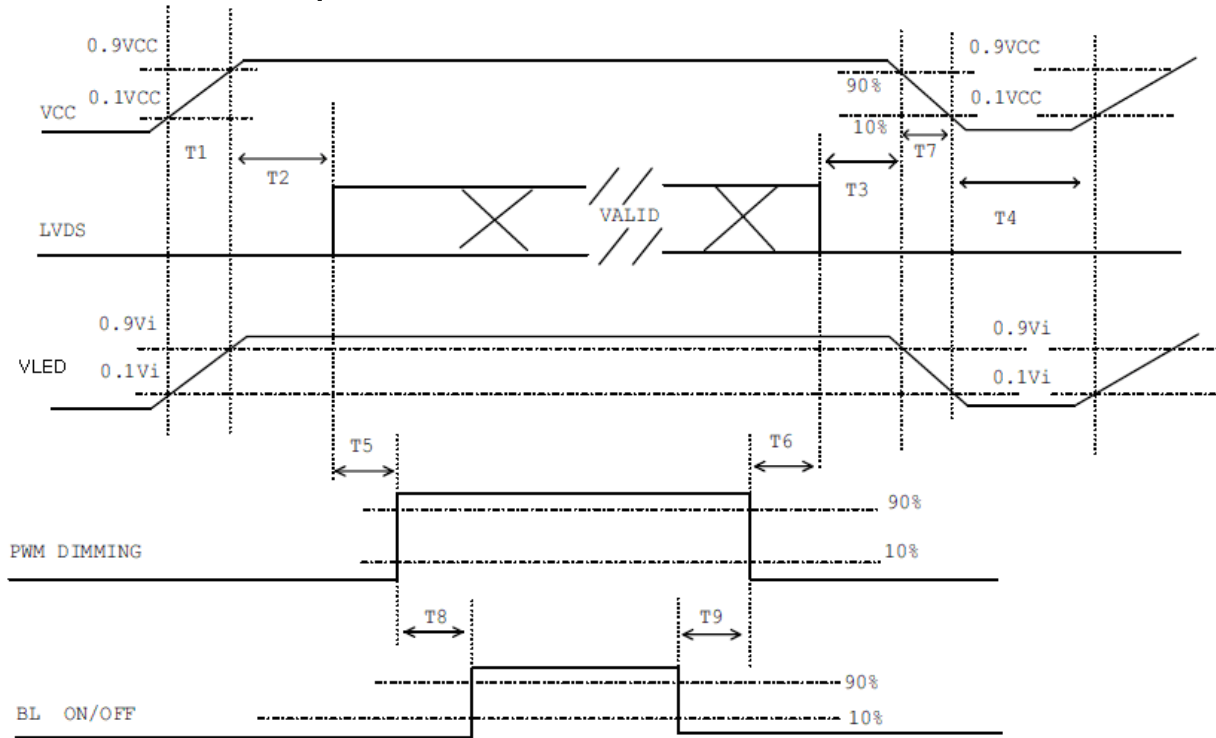 0.9VCC
0.9VCC
90%
0.1VCC
0.1VCC
VCC
10%
T1
T2
T3
T7
T4
VALID
LVDS
0.9Vi
0.9Vi
VLED
0.1Vi
0.1Vi
T5
T6
90%
PWM DIMMING
10%
T8
T9
90%
BL ON/OFF
10%